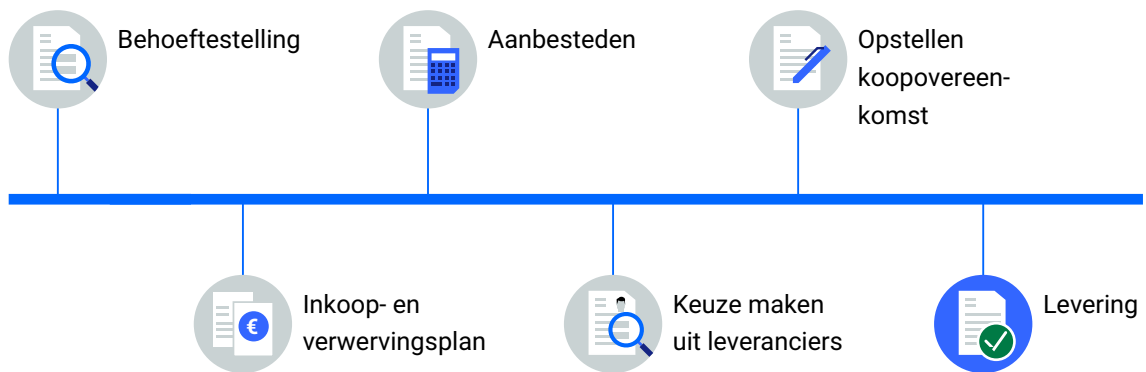 Behoeftestelling
Aanbesteden
Opstellen
koopovereen-
komst
Inkoop- en
verwervingsplan
€
Keuze maken
uit leveranciers
Levering